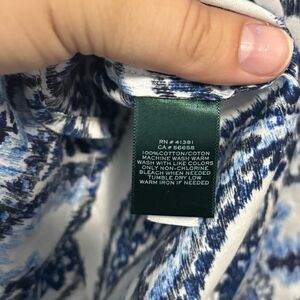 RN # 41381
CA # 56658
100%COTTON/COTON
MACHINE WASH WARM
WASH WITH LIKE COLORS
ONLY NON-CHLORINE
BLEACH WHEN NEEDED
TUMBLE DRY LOW
WARM IRON IF NEEDED